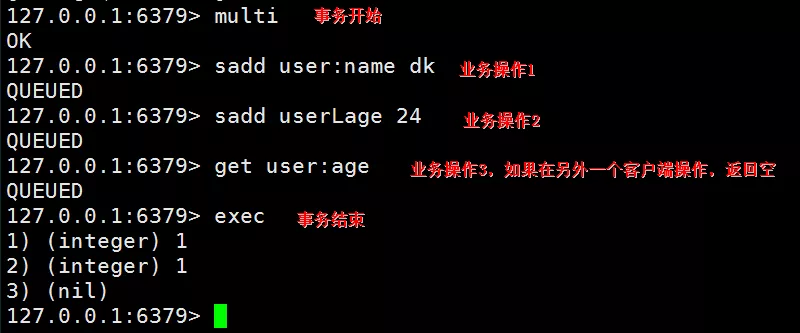 127.0.0.1:6379> multi 事务开始
OK
127.0.0.1:6379> sadd user:name dk 业务操作1
QUEUED
127.0.0.1:6379> sadd userLage 24 业务操作2
QUEUED
127.0.0.1:6379> get user:age 业务操作3，如果在另外一个客户端操作，返回空
QUEUED
127.0.0.1:6379> exec 事务结束
1) (integer) 1
2) (integer) 1
3) (nil)
127.0.0.1:6379>